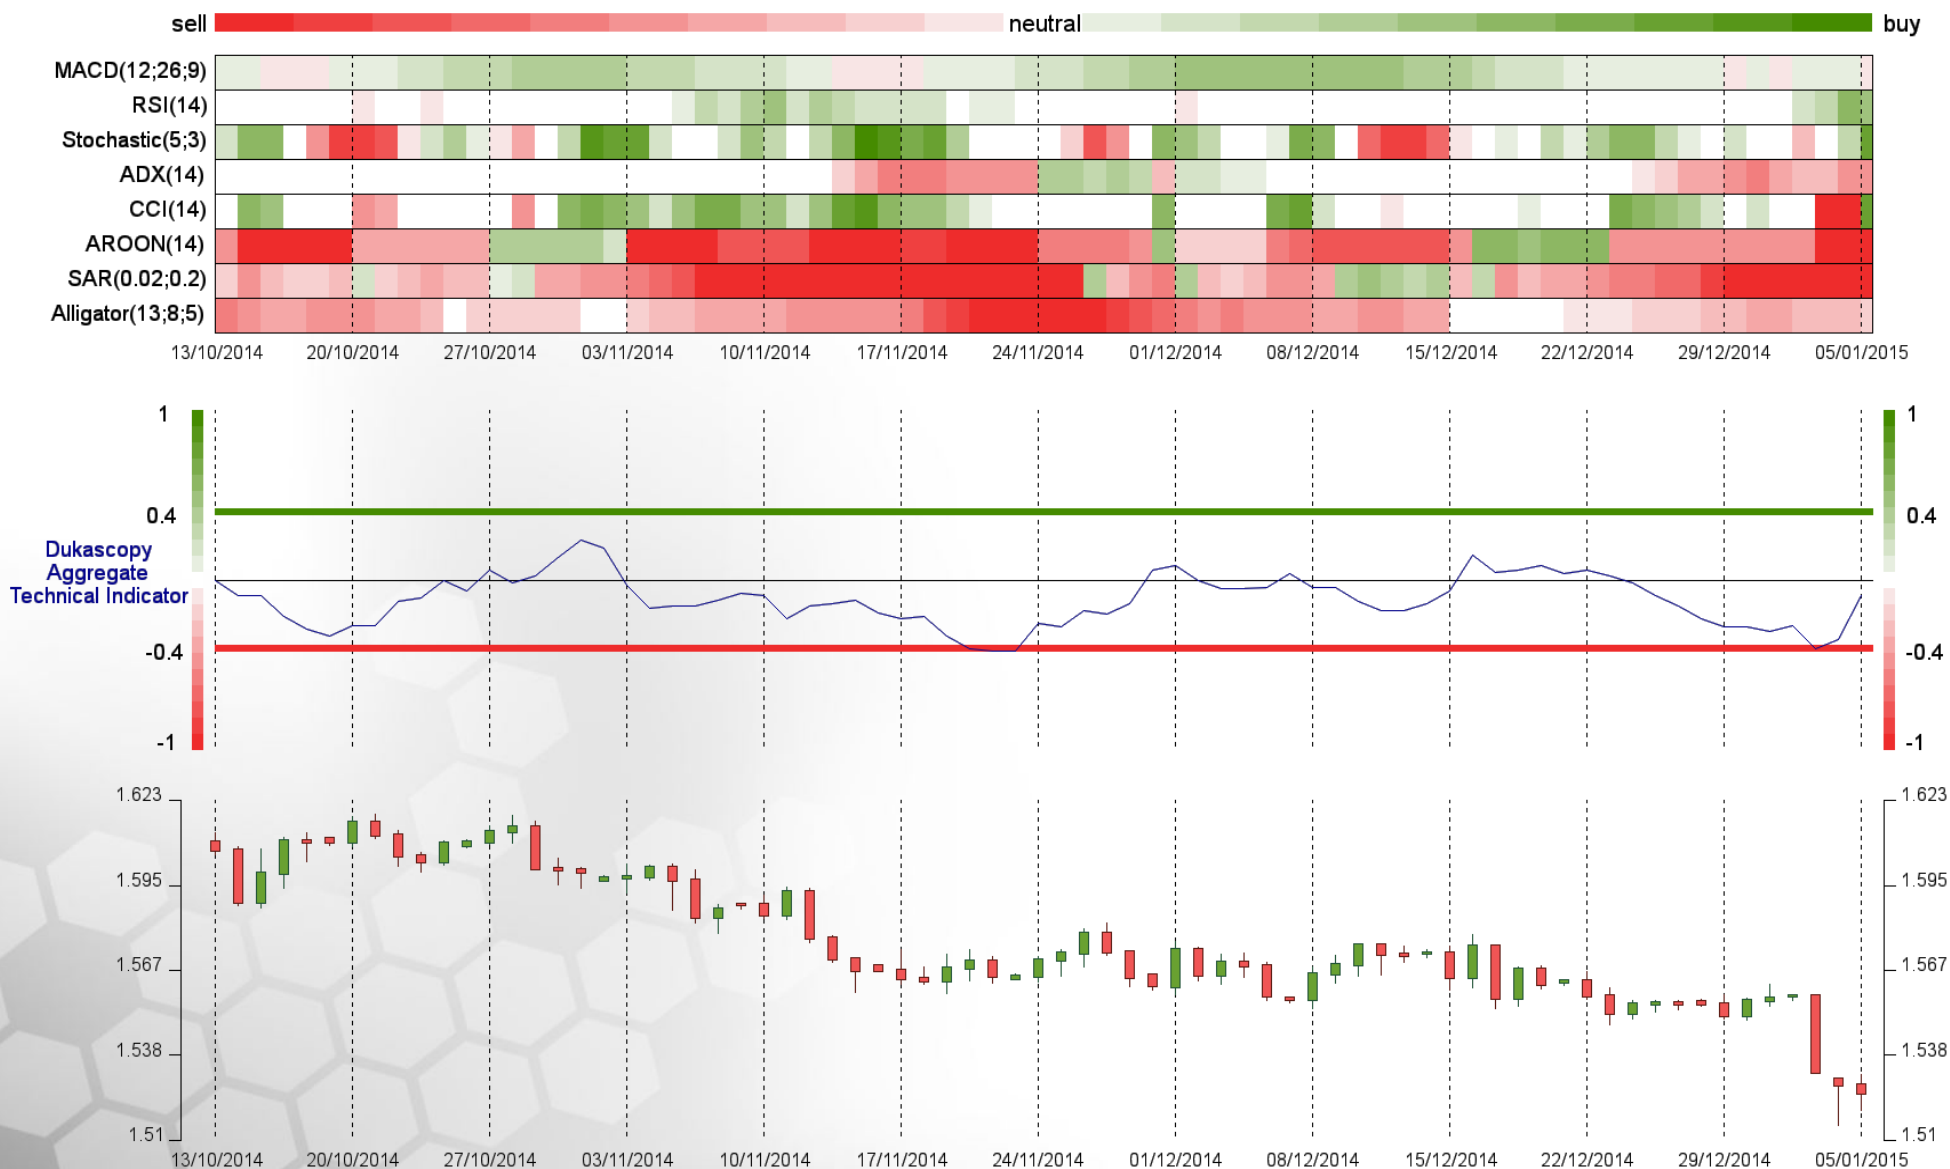 sell neutral buy
MACD(12;26;9)
RSI(14)
Stochastic(5;3)
ADX(14)
CCI(14)
AROON(14)
SAR(0.02;0.2)
Alligator(13;8;5)
13/10/2014 20/10/2014 27/10/2014 03/11/2014 10/11/2014 17/11/2014 24/11/2014 01/12/2014 08/12/2014 15/12/2014 22/12/2014 29/12/2014 05/01/2015
1 1
0.4 0.4
Dukascopy
Aggregate
Technical Indicator
-0.4 -0.4
-1 -1
1.623 1.623
1.595 1.595
1.567 1.567
1.538 1.538
1.51 1.51
13/10/2014 20/10/2014 27/10/2014 03/11/2014 10/11/2014 17/11/2014 24/11/2014 01/12/2014 08/12/2014 15/12/2014 22/12/2014 29/12/2014 05/01/2015